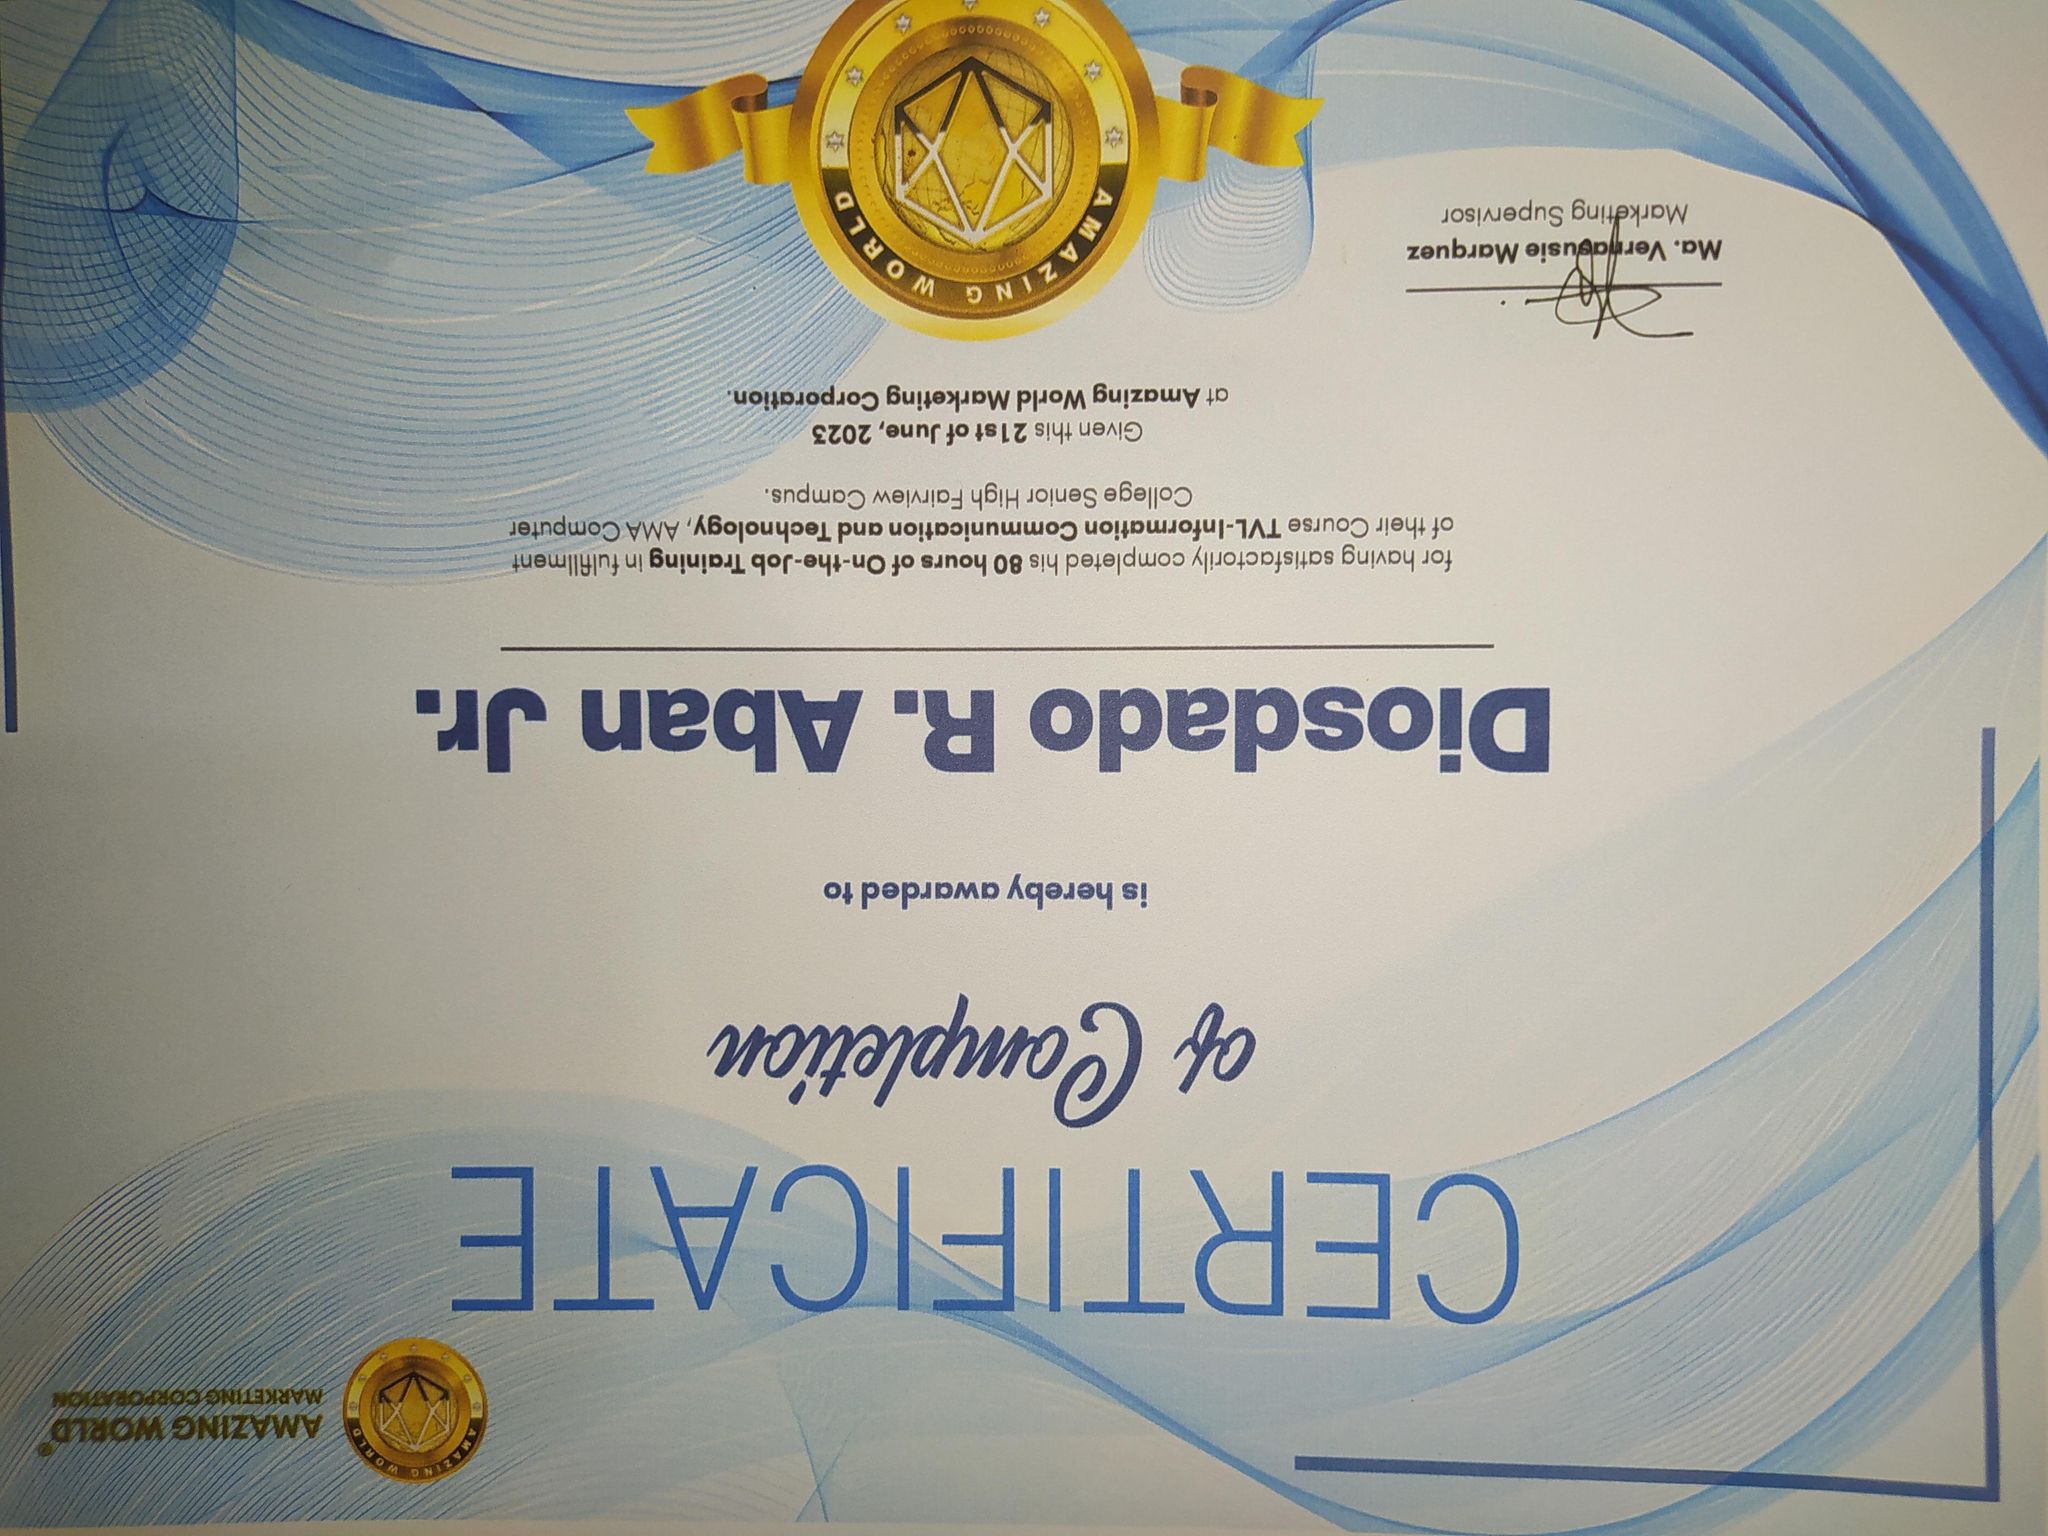 AMAZING WORLD
AMAZING WORLD®
MARKETING CORPORATION
CERTIFICATE
of Completion
is hereby awarded to
Diosdado R. Aban Jr.
for having satisfactorily completed his 80 hours of On-the-Job Training in fulfillment
of their Course TVL-Information Communication and Technology, AMA Computer
College Senior High Fairview Campus.
Given this 21st of June, 2023
at Amazing World Marketing Corporation.
Ma. Vernasusie Marquez
Marketing Supervisor
AMAZING WORLD